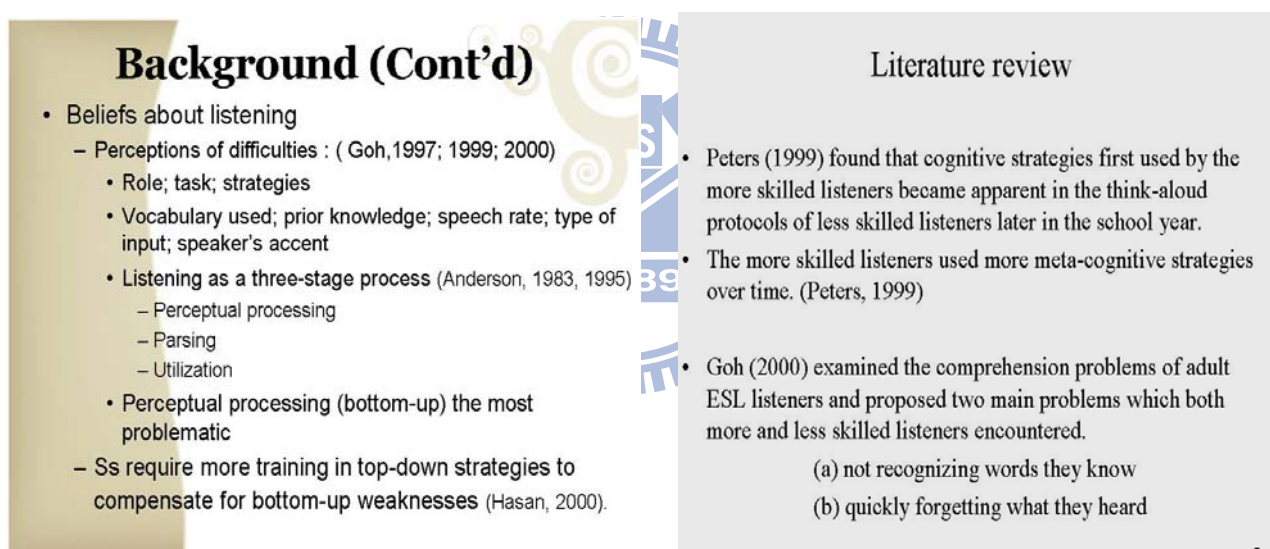 Background (Cont'd)
• Beliefs about listening
– Perceptions of difficulties : ( Goh,1997; 1999; 2000)
• Role; task; strategies
• Vocabulary used; prior knowledge; speech rate; type of
input; speaker's accent
• Listening as a three-stage process (Anderson, 1983, 1995)
– Perceptual processing
– Parsing
– Utilization
• Perceptual processing (bottom-up) the most
problematic
– Ss require more training in top-down strategies to
compensate for bottom-up weaknesses (Hasan, 2000).
Literature review
• Peters (1999) found that cognitive strategies first used by the
more skilled listeners became apparent in the think-aloud
protocols of less skilled listeners later in the school year.
• The more skilled listeners used more meta-cognitive strategies
over time. (Peters, 1999)
• Goh (2000) examined the comprehension problems of adult
ESL listeners and proposed two main problems which both
more and less skilled listeners encountered.
(a) not recognizing words they know
(b) quickly forgetting what they heard